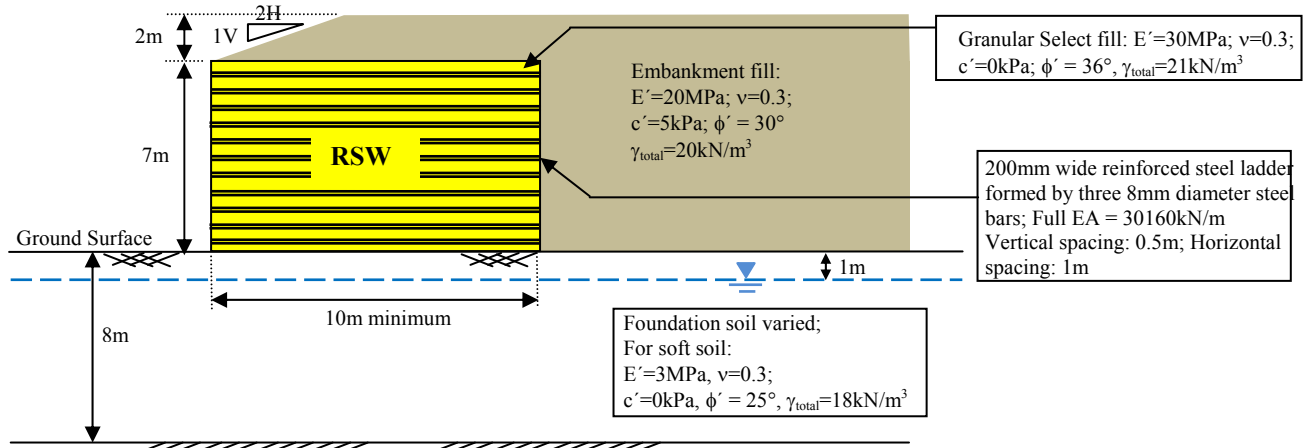 2H
1V
2m
Granular Select fill: E´=30MPa; ν=0.3;
c´=0kPa; ϕ´ = 36°, γtotal=21kN/m³
Embankment fill:
E´=20MPa; ν=0.3;
c´=5kPa; ϕ´ = 30°
γtotal=20kN/m³
RSW
7m
200mm wide reinforced steel ladder
formed by three 8mm diameter steel
bars; Full EA = 30160kN/m
Vertical spacing: 0.5m; Horizontal
spacing: 1m
Ground Surface
1m
10m minimum
8m
Foundation soil varied;
For soft soil:
E´=3MPa, ν=0.3;
c´=0kPa, ϕ´ = 25°, γtotal=18kN/m³